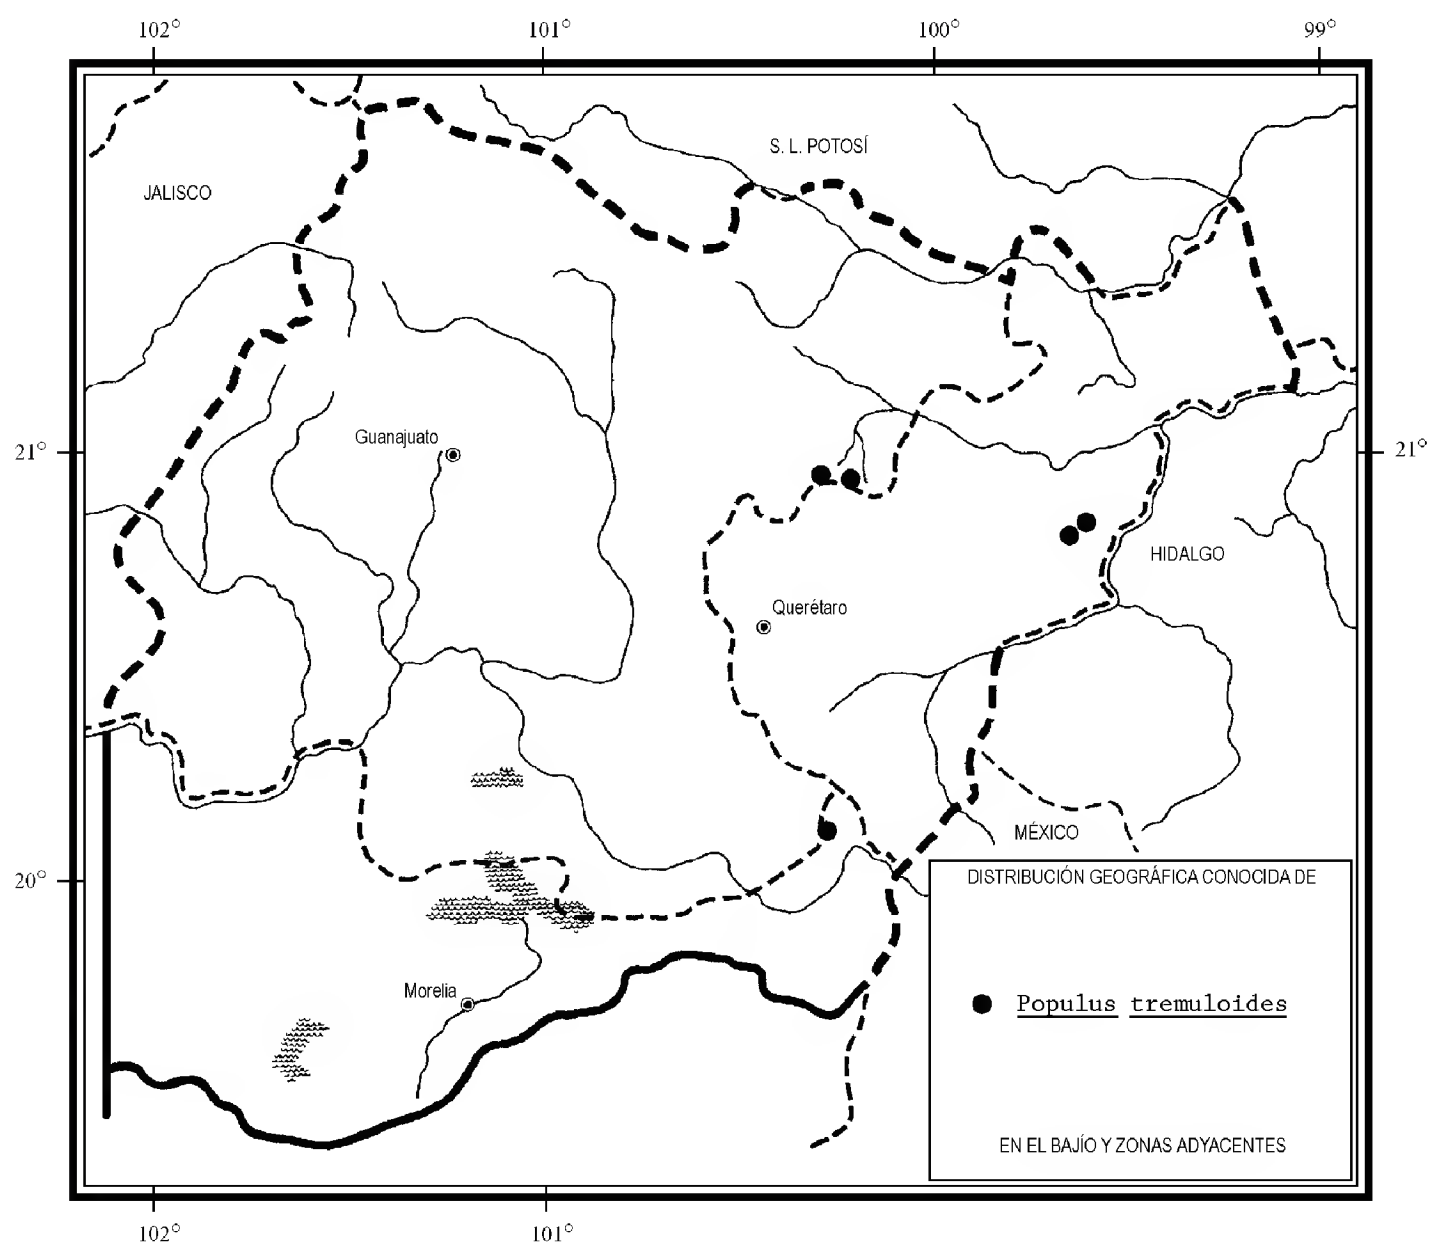 102° 101° 100° 99°
S. L. POTOSÍ
JALISCO
Guanajuato
21° 21°
HIDALGO
Querétaro
MÉXICO
20°
DISTRIBUCIÓN GEOGRÁFICA CONOCIDA DE
Morelia
Populus tremuloides
EN EL BAJÍO Y ZONAS ADYACENTES
102° 101°